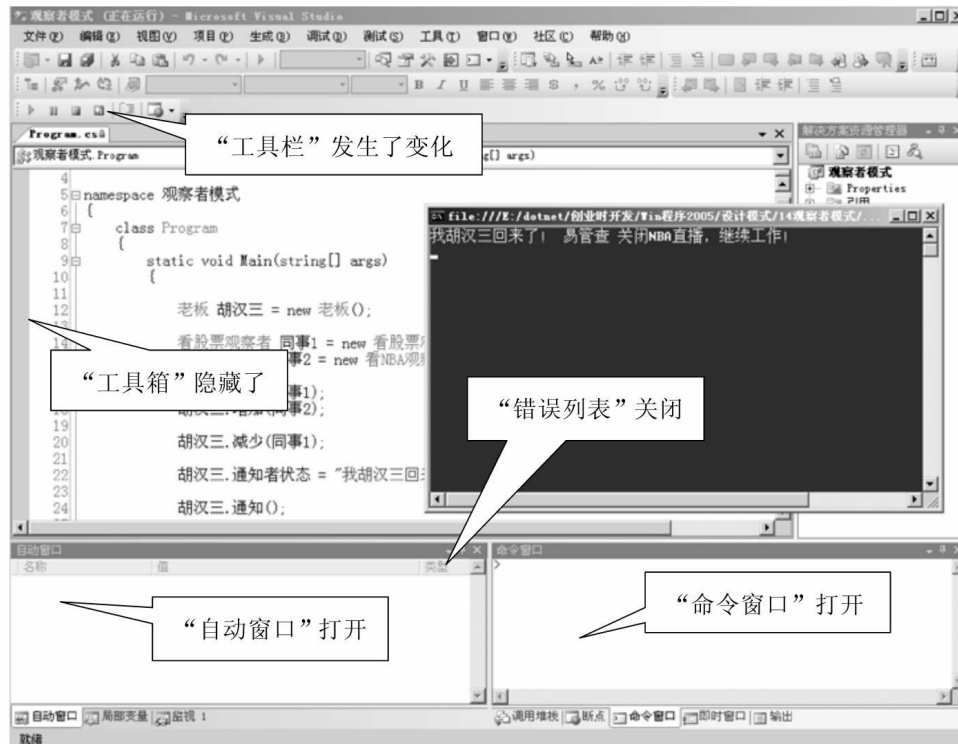 观察者模式 (正在运行) - Microsoft Visual Studio
文件(F) 编辑(E) 视图(V) 项目(P) 生成(B) 调试(D) 测试(S) 工具(T) 窗口(W) 社区(C) 帮助(H)
Program.cs
“工具栏”发生了变化
观察者模式.Program
g[] args)
解决方案资源管理器
观察者模式
Properties
引用
4
5 namespace 观察者模式
6 {
7 class Program
8 {
9 static void Main(string[] args)
10 {
11
12 老板 胡汉三 = new 老板();
13
14 看股票观察者 同事1 = new 看股票
事2 = new 看NBA观
“工具箱”隐藏了
事1);
胡汉三.增加(同事2);
19
20 胡汉三.减少(同事1);
21
22 胡汉三.通知者状态 = "我胡汉三回
23
24 胡汉三.通知();
file:///E:/dotnet/创业时开发/Win程序2005/设计模式/14观察者模式/...
我胡汉三回来了! 易管查 关闭NBA直播，继续工作!
“错误列表”关闭
自动窗口
名称 值 类型
“自动窗口”打开
命令窗口
>
“命令窗口”打开
自动窗口 局部变量 监视 1
调用堆栈 断点 命令窗口 即时窗口 输出
就绪